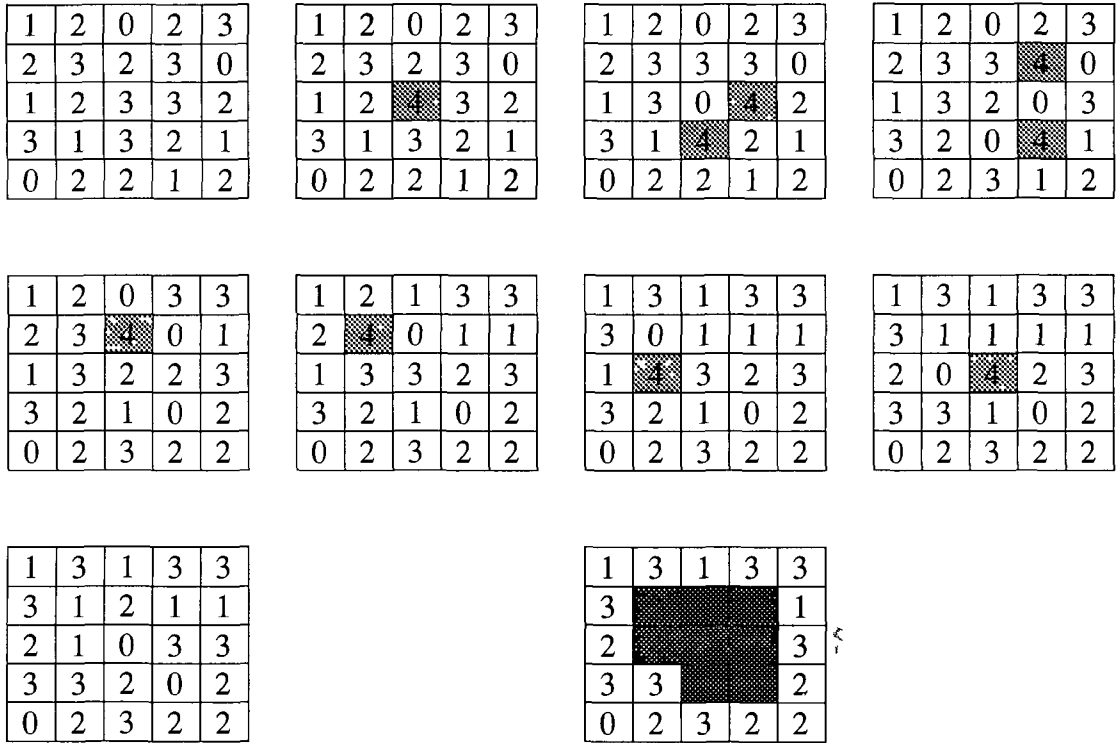 1 2 0 2 3 1 2 0 2 3 1 2 0 2 3 1 2 0 2 3
2 3 2 3 0 2 3 2 3 0 2 3 3 3 0 2 3 3 4 0
1 2 3 3 2 1 2 4 3 2 1 3 0 4 2 1 3 2 0 3
3 1 3 2 1 3 1 3 2 1 3 1 4 2 1 3 2 0 4 1
0 2 2 1 2 0 2 2 1 2 0 2 2 1 2 0 2 3 1 2
1 2 0 3 3 1 2 1 3 3 1 3 1 3 3 1 3 1 3 3
2 3 4 0 1 2 4 0 1 1 3 0 1 1 1 3 1 1 1 1
1 3 2 2 3 1 3 3 2 3 1 4 3 2 3 2 0 4 2 3
3 2 1 0 2 3 2 1 0 2 3 2 1 0 2 3 3 1 0 2
0 2 3 2 2 0 2 3 2 2 0 2 3 2 2 0 2 3 2 2
1 3 1 3 3 1 3 1 3 3
3 1 2 1 1 3 1
2 1 0 3 3 2 3
3 3 2 0 2 3 3 2
0 2 3 2 2 0 2 3 2 2